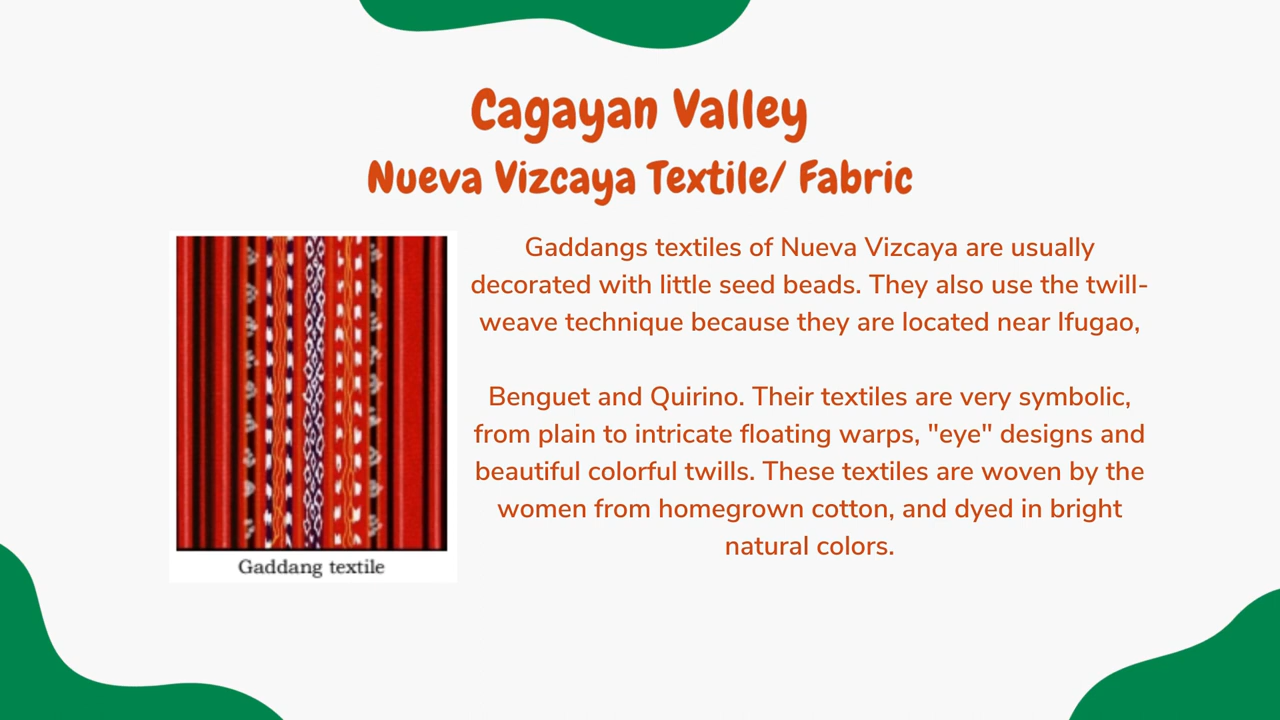 Cagayan Valley
Nueva Vizcaya Textile/ Fabric
Gaddangs textiles of Nueva Vizcaya are usually
decorated with little seed beads. They also use the twill-
weave technique because they are located near Ifugao,
Benguet and Quirino. Their textiles are very symbolic,
from plain to intricate floating warps, "eye" designs and
beautiful colorful twills. These textiles are woven by the
women from homegrown cotton, and dyed in bright
natural colors.
Gaddang textile